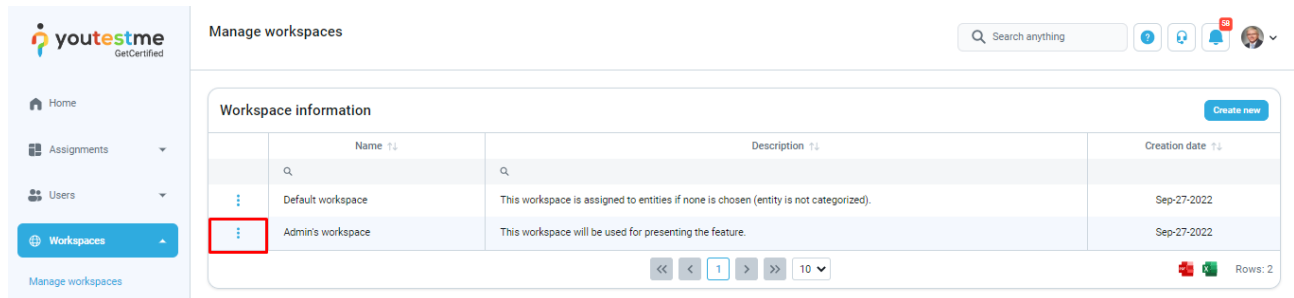 youtestme
GetCertified
Manage workspaces
Search anything
?
58
Home
Assignments
Users
Workspaces
Manage workspaces
Workspace information
Create new
Name
Description
Creation date
Default workspace
This workspace is assigned to entities if none is chosen (entity is not categorized).
Sep-27-2022
Admin's workspace
This workspace will be used for presenting the feature.
Sep-27-2022
<< < 1 > >> 10
Rows: 2